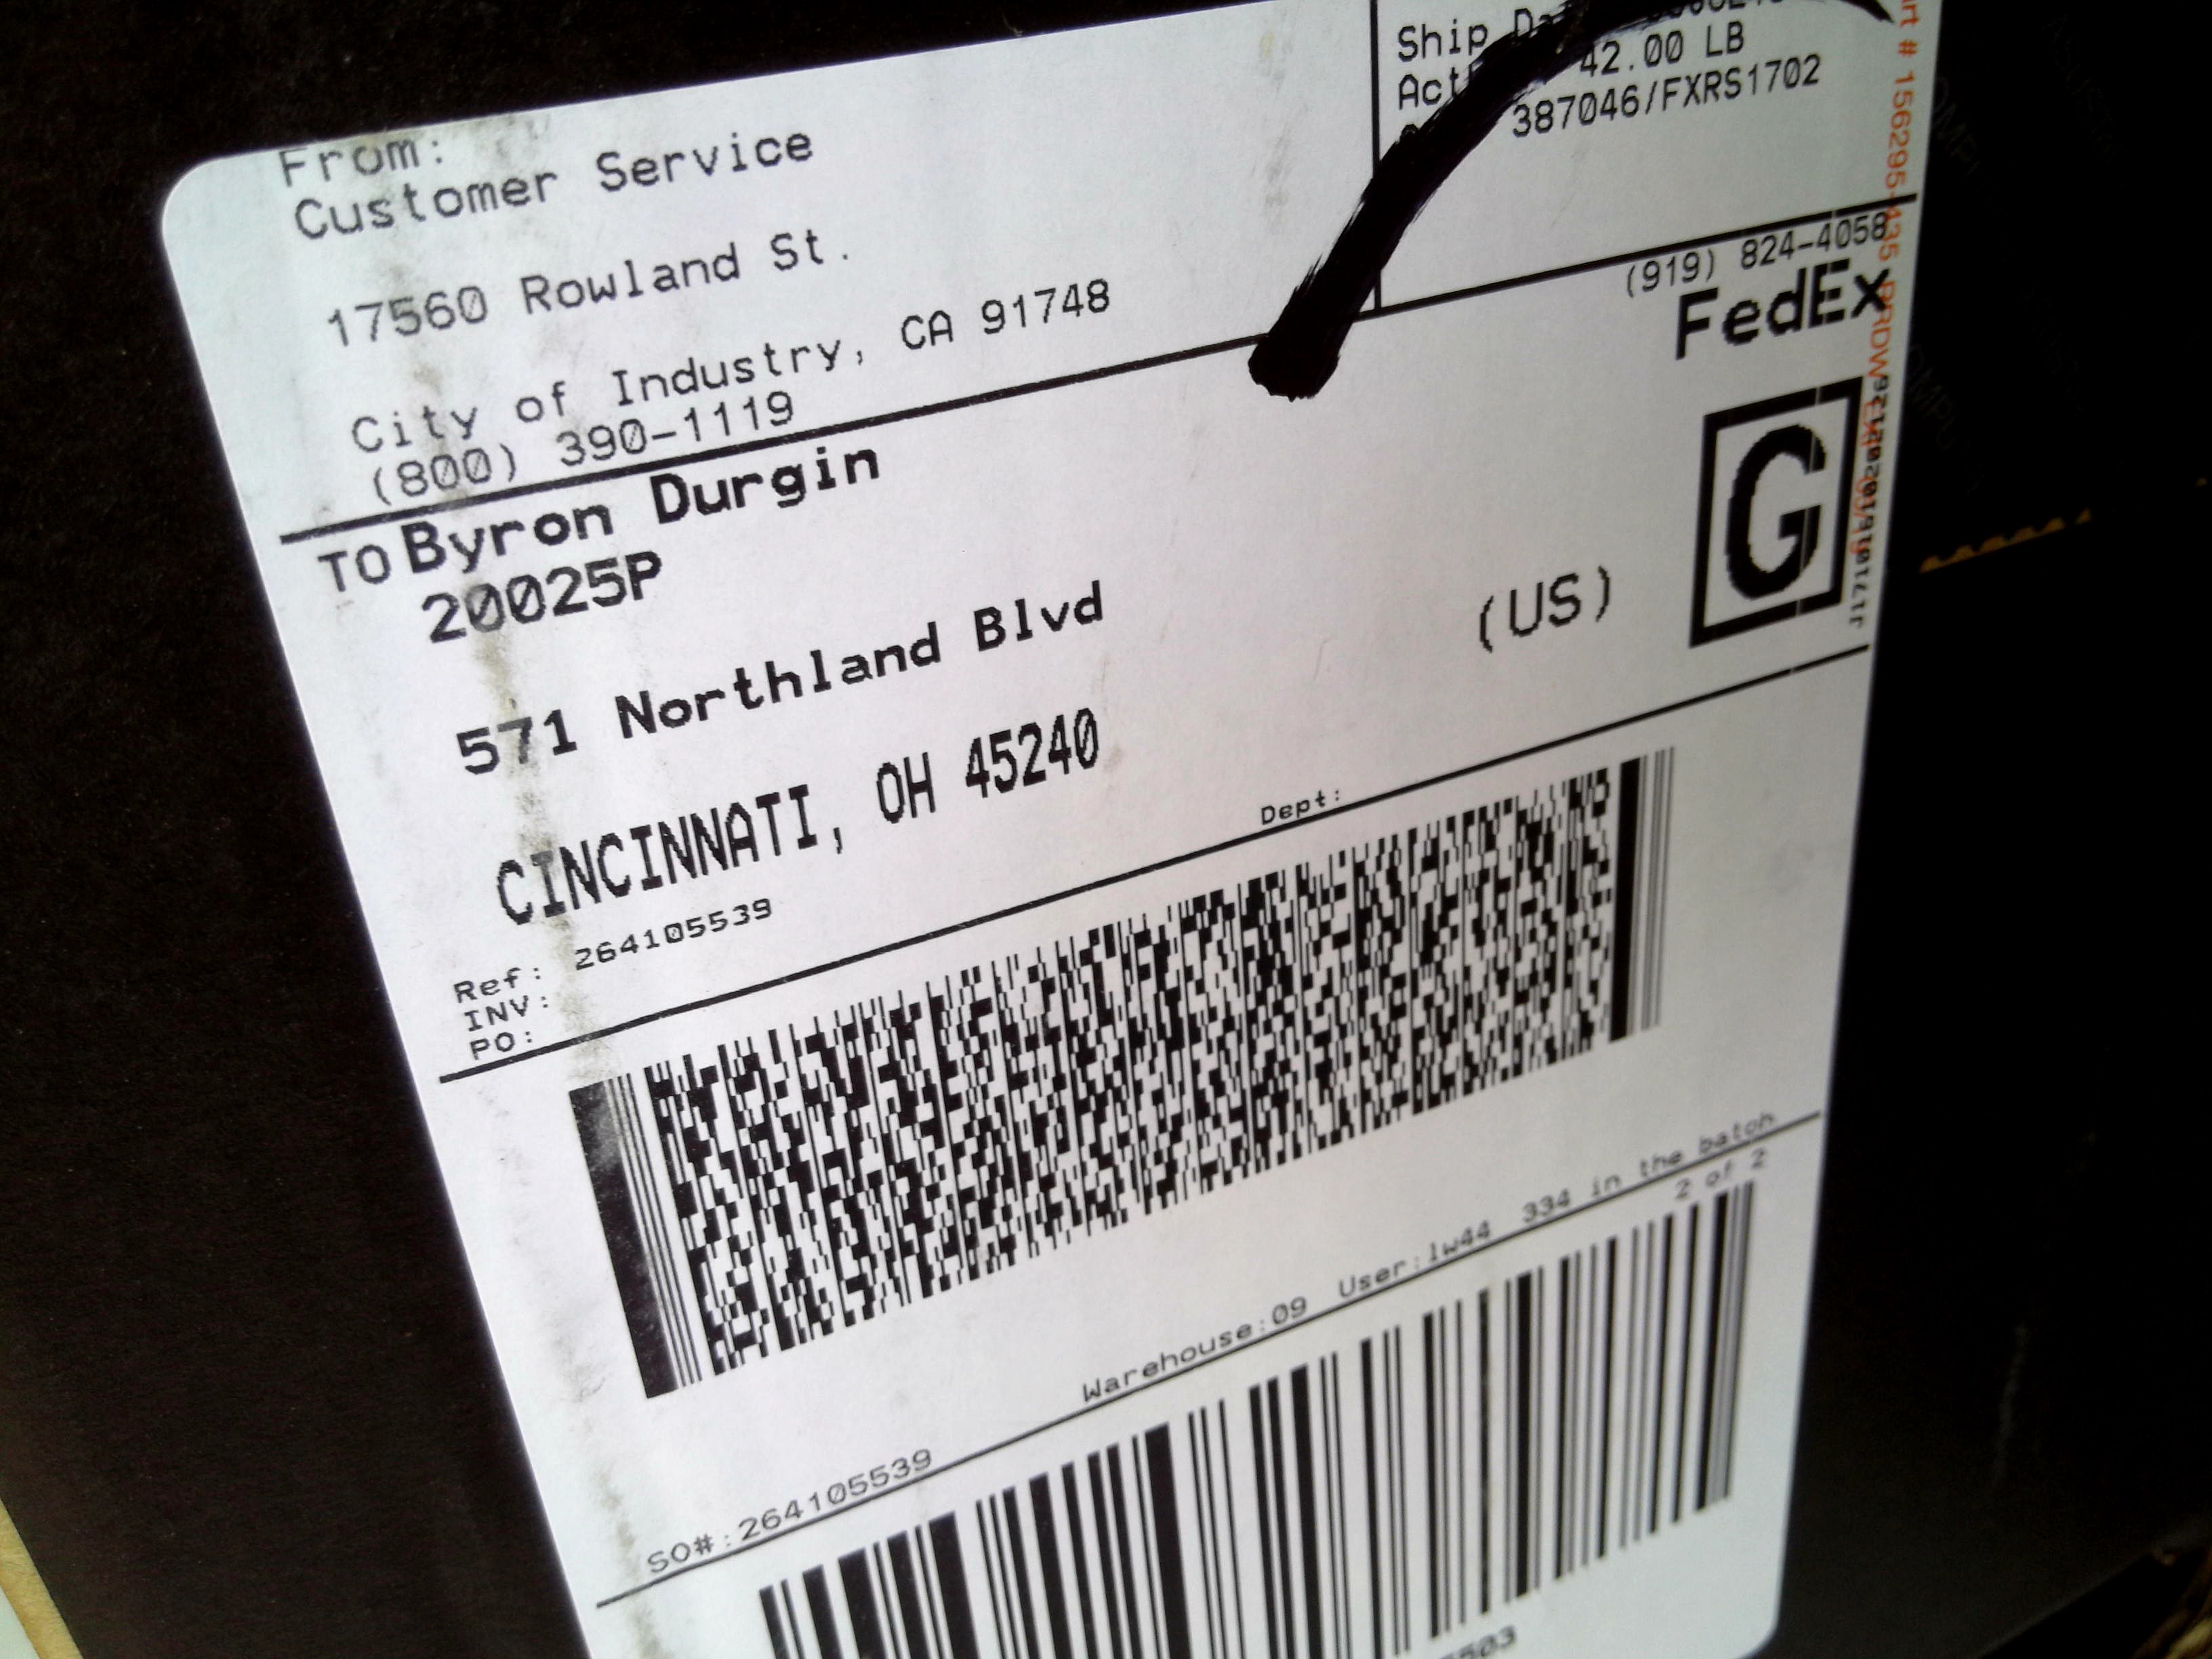 From:
Customer Service
17560 Rowland St.
City of Industry, CA 91748
(800) 390-1119
Ship
42.00 LB
387046/FXRS1702
TO Byron Durgin
20025P
571 Northland Blvd
CINCINNATI, OH 45240
(919) 824-4058
FedEx
G
(US)
Ref: 264105539
INV:
PO:
Dept:
SO#:264105539 Warehouse:09 User:lw44 334 in the batch
2 of 2